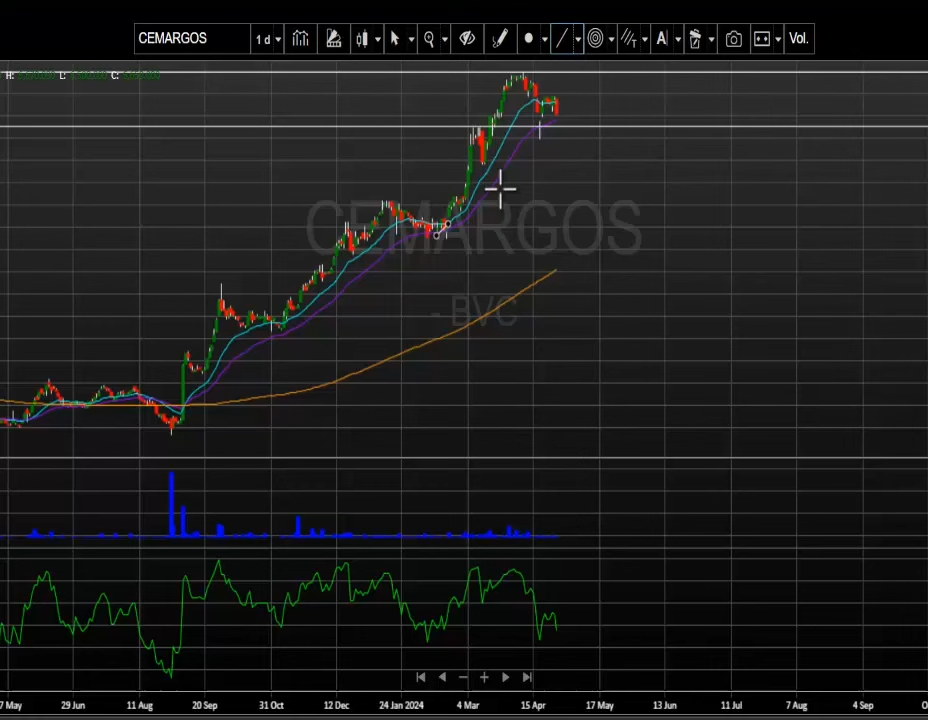 CEMARGOS 1 d A Vol.
H: L: C:
CEMARGOS
- BVC
7 May 29 Jun 11 Aug 20 Sep 31 Oct 12 Dec 24 Jan 2024 4 Mar 15 Apr 17 May 13 Jun 11 Jul 7 Aug 4 Sep